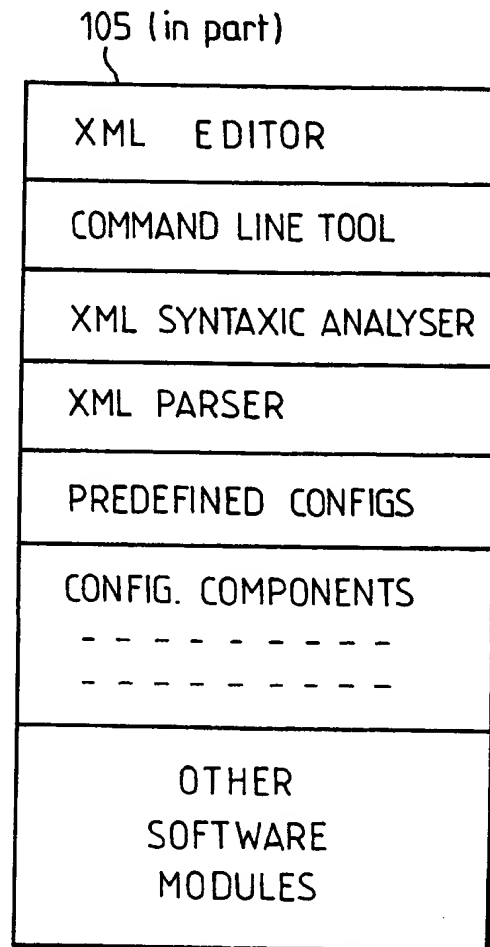 105 (in part)
XML EDITOR
COMMAND LINE TOOL
XML SYNTAXIC ANALYSER
XML PARSER
PREDEFINED CONFIGS
CONFIG. COMPONENTS
- - - - - - - - -
- - - - - - - - -
OTHER
SOFTWARE
MODULES